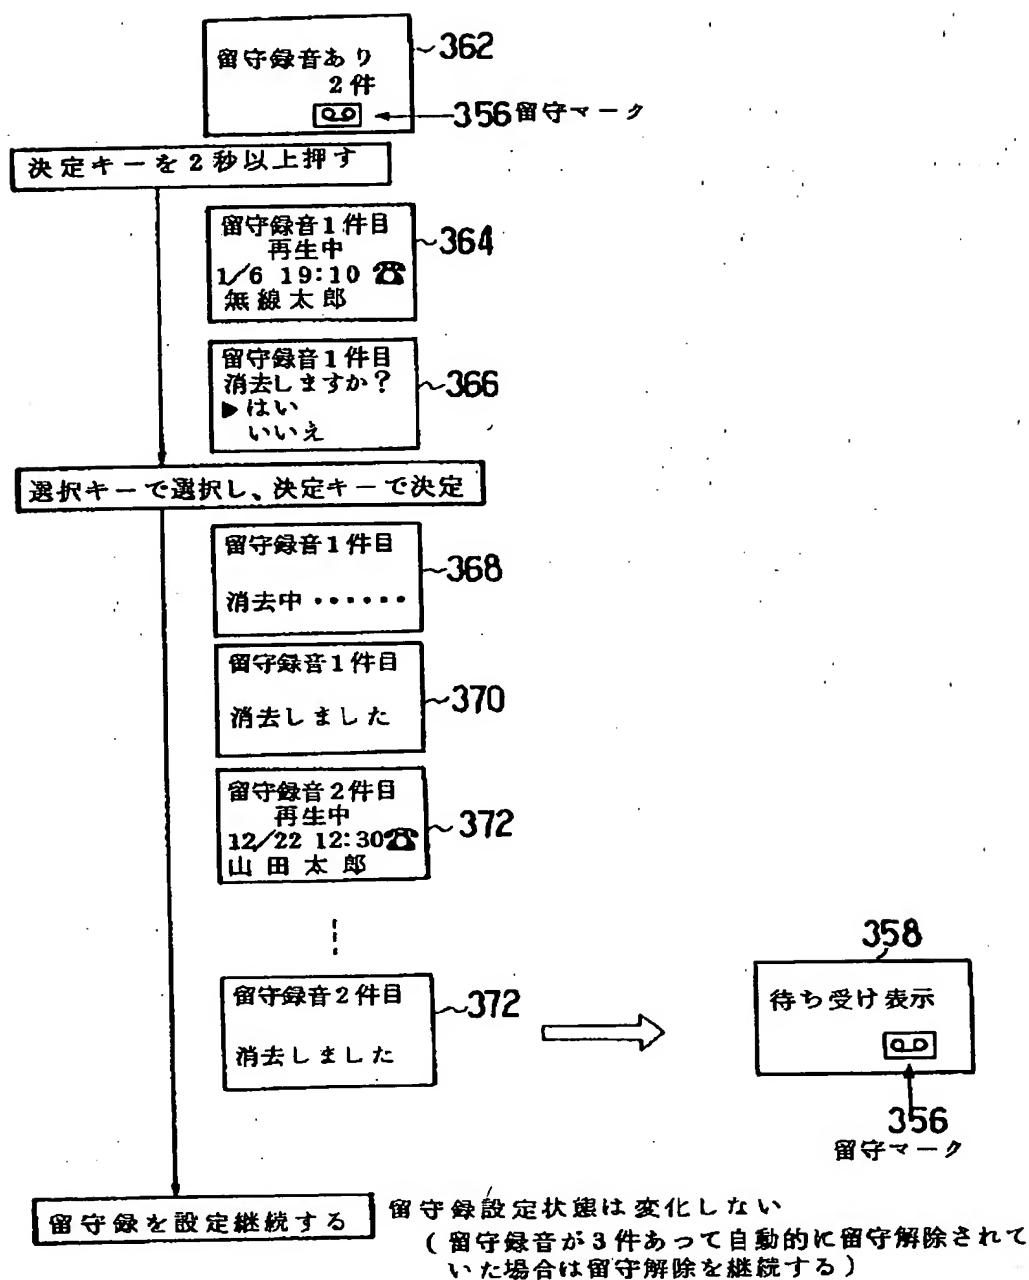 留守録音あり
2件
362
356留守マーク
決定キーを2秒以上押す
留守録音1件目
再生中
1/6 19:10 ☎
無線太郎
364
留守録音1件目
消去しますか?
▶はい
いいえ
366
選択キーで選択し、決定キーで決定
留守録音1件目
消去中・・・・・・
368
留守録音1件目
消去しました
370
留守録音2件目
再生中
12/22 12:30☎
山田太郎
372
留守録音2件目
消去しました
372
358
待ち受け表示
356
留守マーク
留守録を設定継続する
留守録設定状態は変化しない
(留守録音が3件あって自動的に留守解除されて
いた場合は留守解除を継続する)